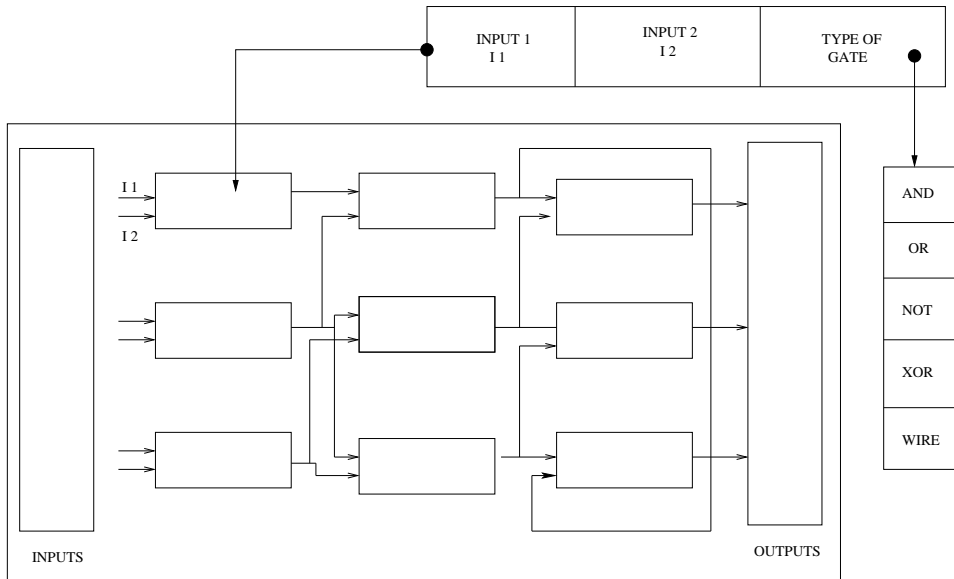 INPUT 1
I 1
INPUT 2
I 2
TYPE OF
GATE
I 1
I 2
AND
OR
NOT
XOR
WIRE
INPUTS
OUTPUTS